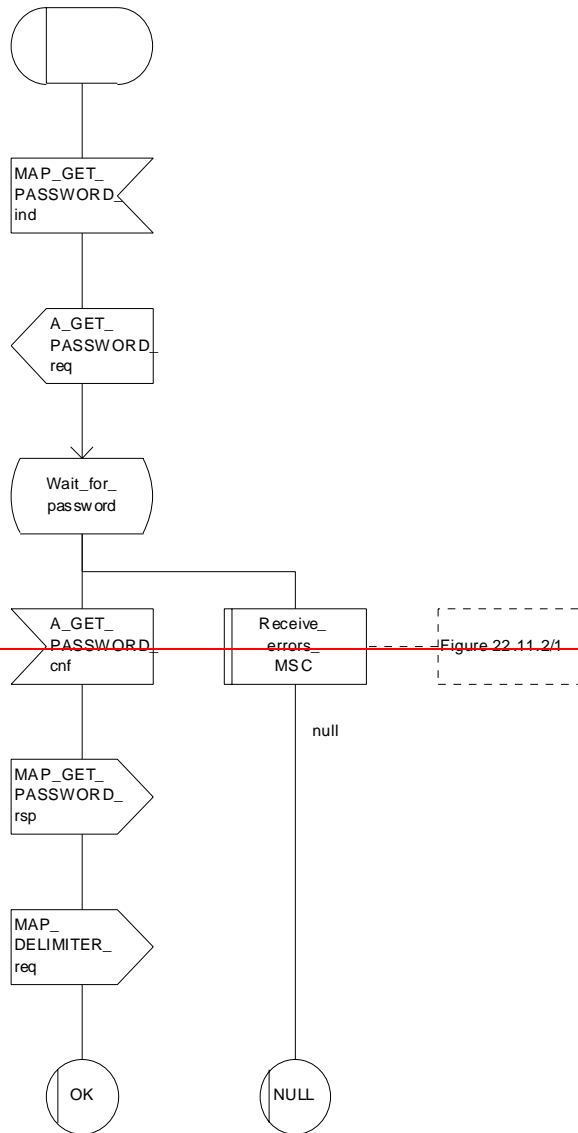 MAP_GET_
PASSWORD_
ind
A_GET_
PASSWORD_
req
Wait_for_
password
A_GET_
PASSWORD_
cnf
Receive_
errors_
MSC
Figure 22.11.2/1
null
MAP_GET_
PASSWORD_
rsp
MAP_
DELIMITER_
req
OK
NULL